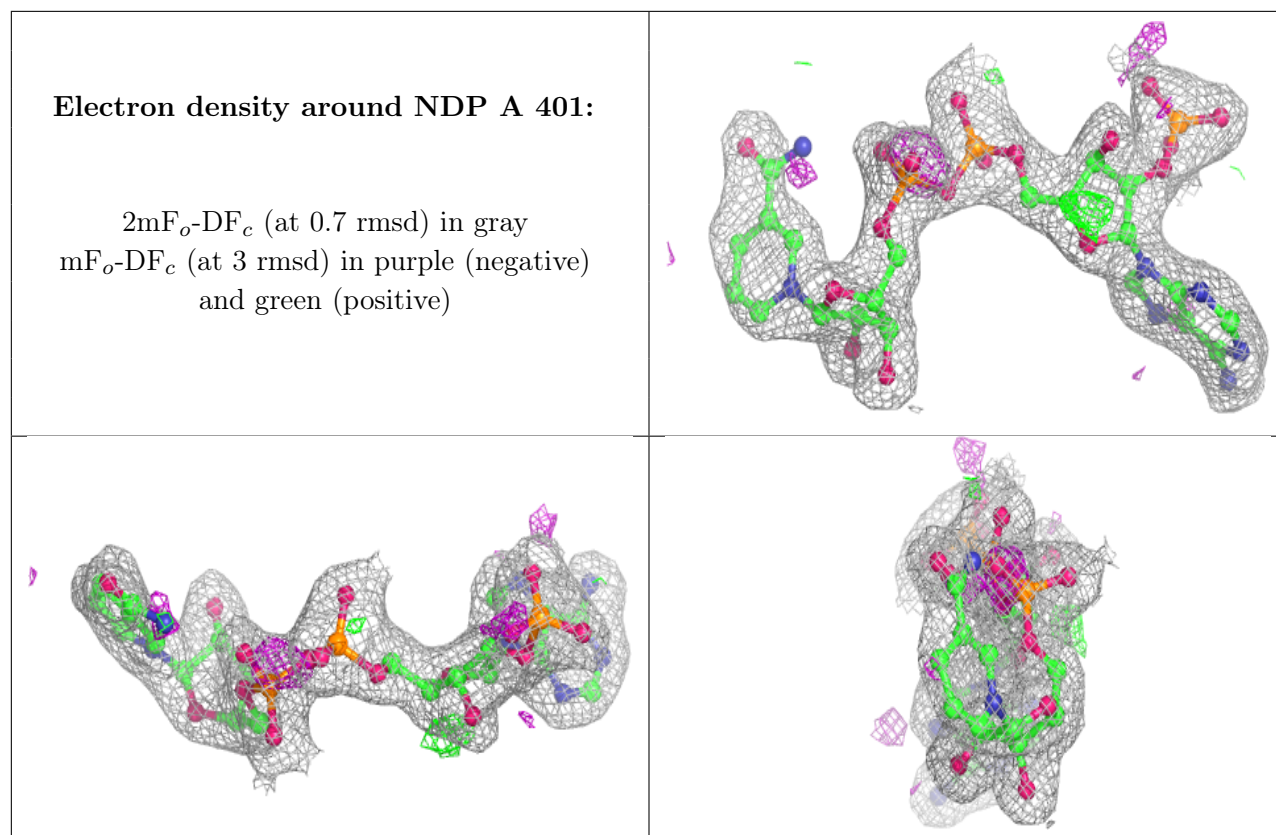 Electron density around NDP A 401:
2mFₒ-DF𝒸 (at 0.7 rmsd) in gray
mFₒ-DF𝒸 (at 3 rmsd) in purple (negative)
and green (positive)